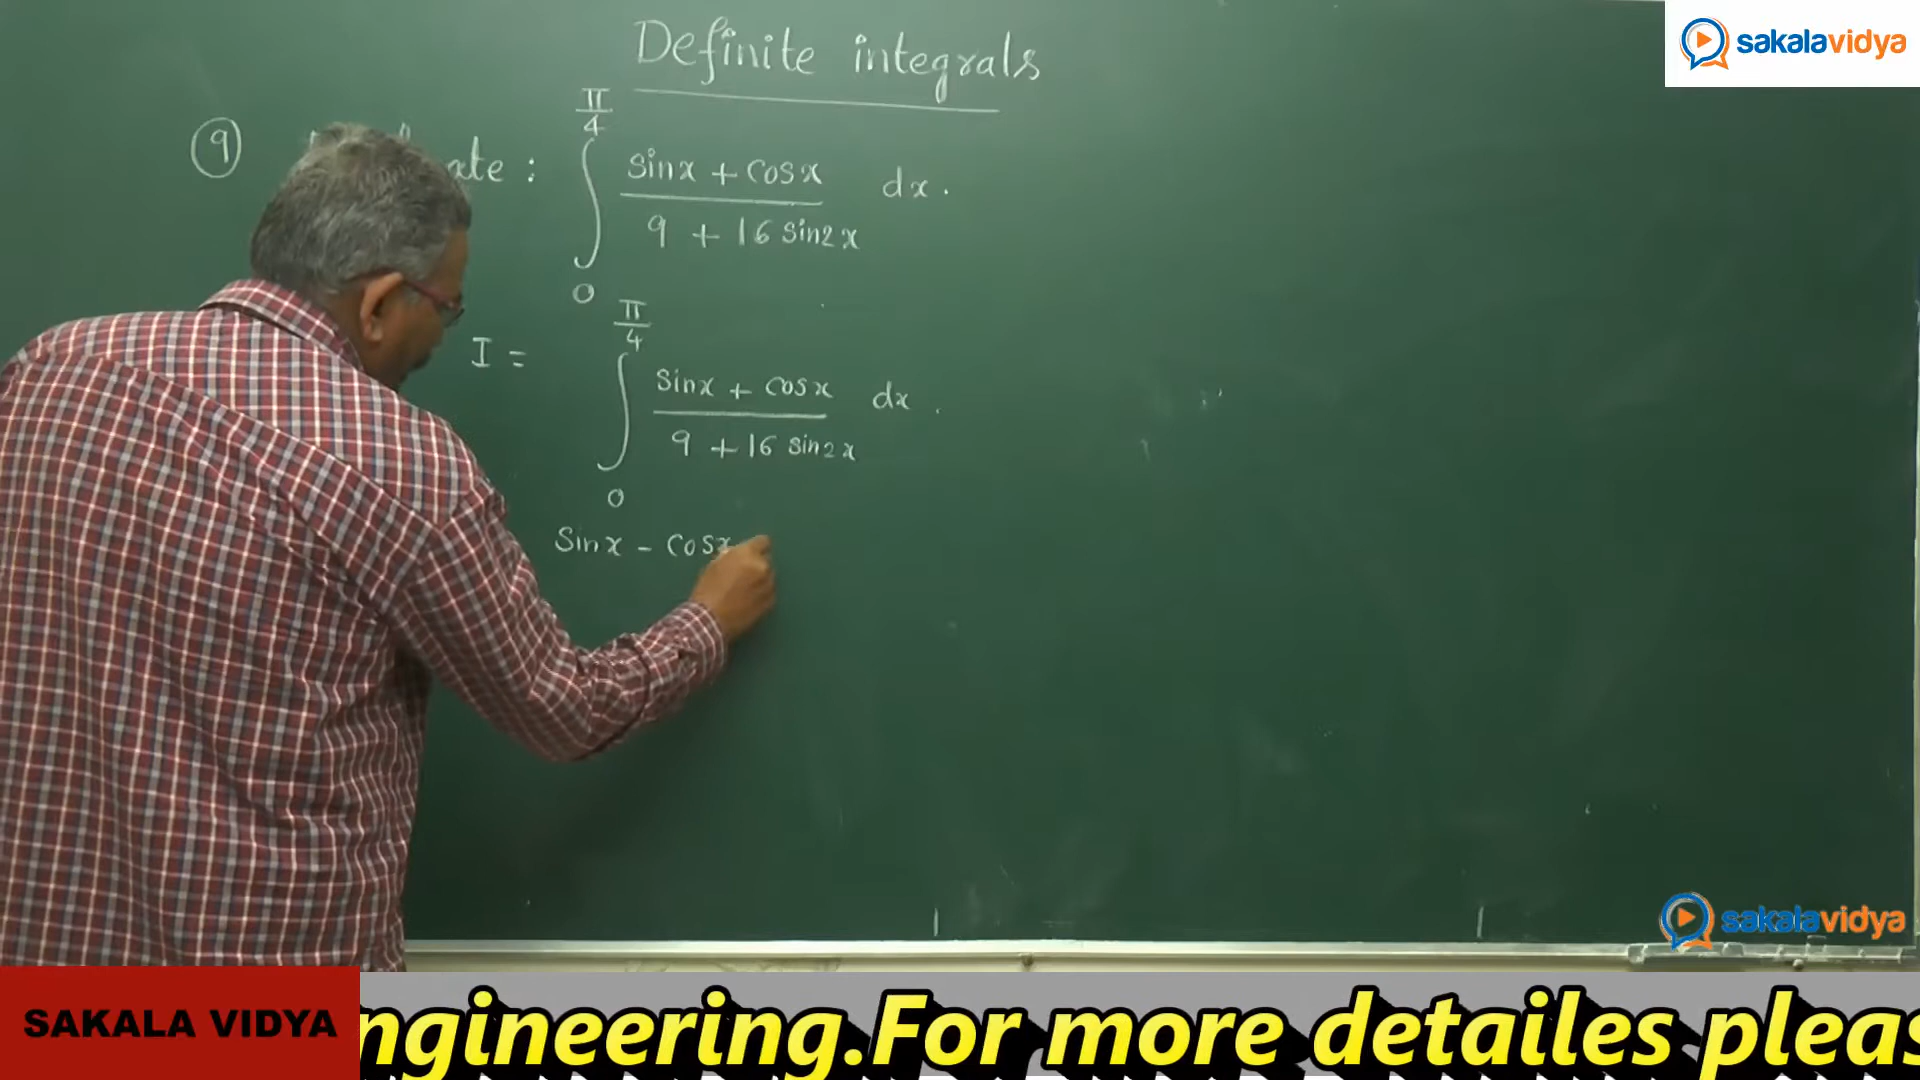 sakalavidya
Definite integrals
9 : ∫ π/4 0 sinx + cosx / 9 + 16 sin2x dx.
I = ∫ π/4 0 sinx + cosx / 9 + 16 sin2x dx.
Sinx - cosx
sakalavidya
SAKALA VIDYA
ngineering.For more detailes pleas